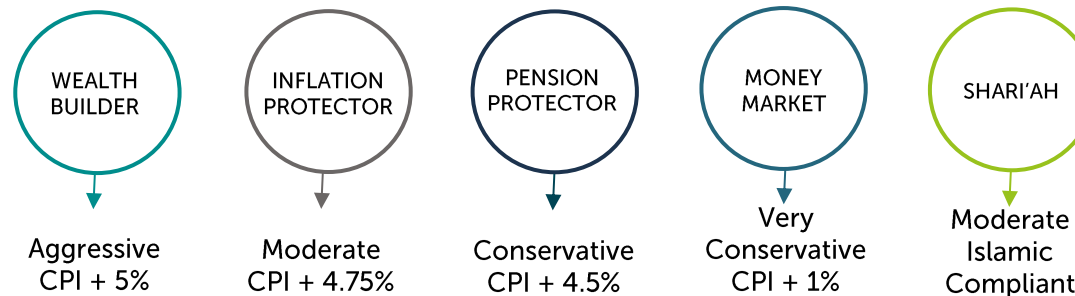 WEALTH
BUILDER
INFLATION
PROTECTOR
PENSION
PROTECTOR
MONEY
MARKET
SHARI’AH
Aggressive
CPI + 5%
Moderate
CPI + 4.75%
Conservative
CPI + 4.5%
Very
Conservative
CPI + 1%
Moderate
Islamic
Compliant